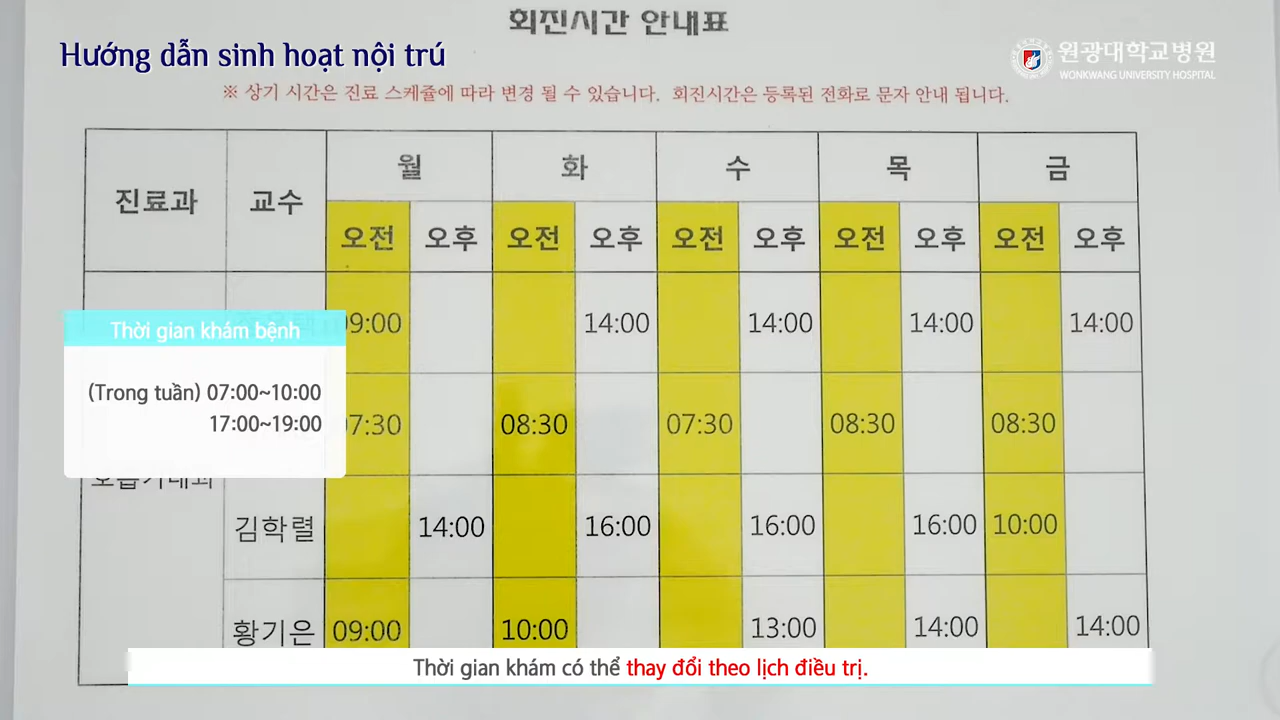 회진시간 안내표
Hướng dẫn sinh hoạt nội trú
원광대학교병원
WONKWANG UNIVERSITY HOSPITAL
※ 상기 시간은 진료 스케쥴에 따라 변경 될 수 있습니다. 회진시간은 등록된 전화로 문자 안내 됩니다.
진료과 교수 월 화 수 목 금
오전 오후 오전 오후 오전 오후 오전 오후 오전 오후
09:00 14:00 14:00 14:00 14:00
Thời gian khám bệnh
(Trong tuần) 07:00~10:00
17:00~19:00
07:30 08:30 07:30 08:30 08:30
김학렬 14:00 16:00 16:00 16:00 10:00
황기은 09:00 10:00 13:00 14:00 14:00
Thời gian khám có thể thay đổi theo lịch điều trị.